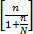 [n / (1 + n/N)]